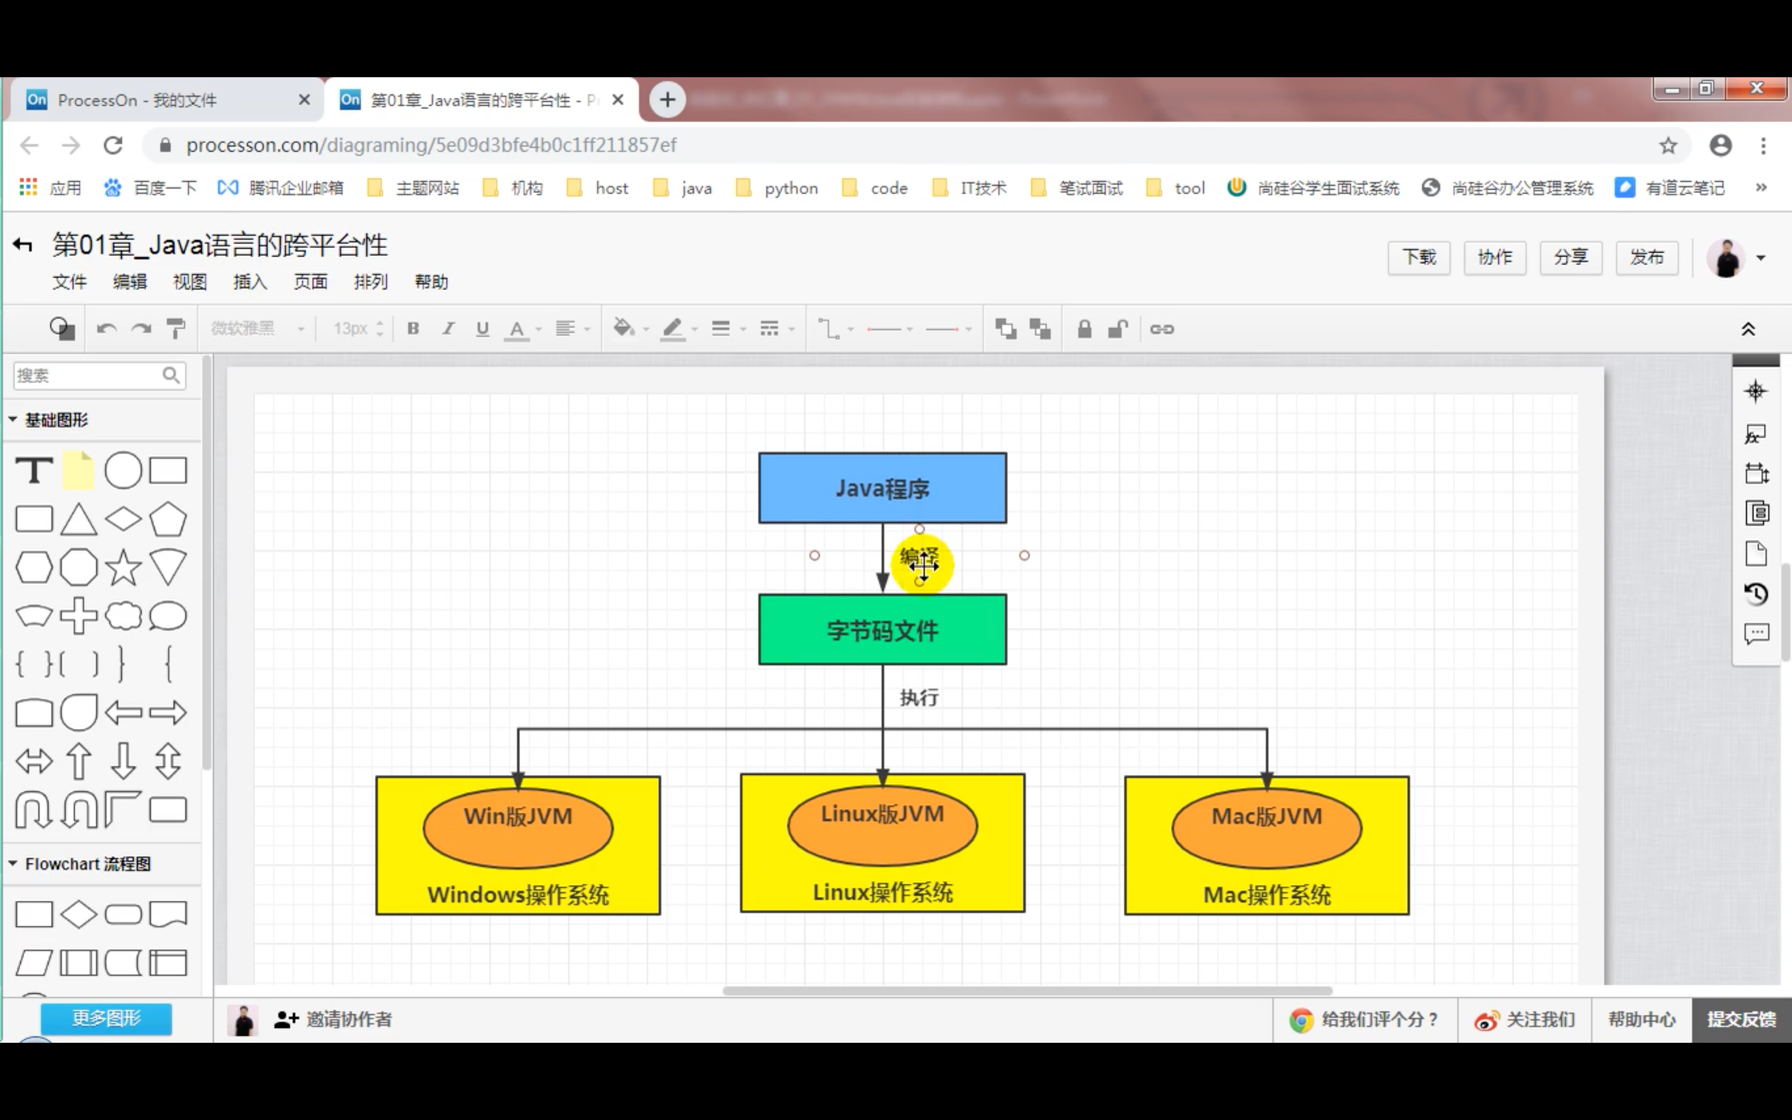 ProcessOn - 我的文件
第01章_Java语言的跨平台性 - P
processon.com/diagraming/5e09d3bfe4b0c1ff211857ef
应用 百度一下 腾讯企业邮箱 主题网站 机构 host java python code IT技术 笔试面试 tool 尚硅谷学生面试系统 尚硅谷办公管理系统 有道云笔记 »
第01章_Java语言的跨平台性
下载 协作 分享 发布
文件 编辑 视图 插入 页面 排列 帮助
微软雅黑 13px B I U A
搜索
基础图形
Java程序
编译
字节码文件
执行
Win版JVM Linux版JVM Mac版JVM
Windows操作系统 Linux操作系统 Mac操作系统
Flowchart 流程图
更多图形
邀请协作者
给我们评个分？ 关注我们 帮助中心 提交反馈